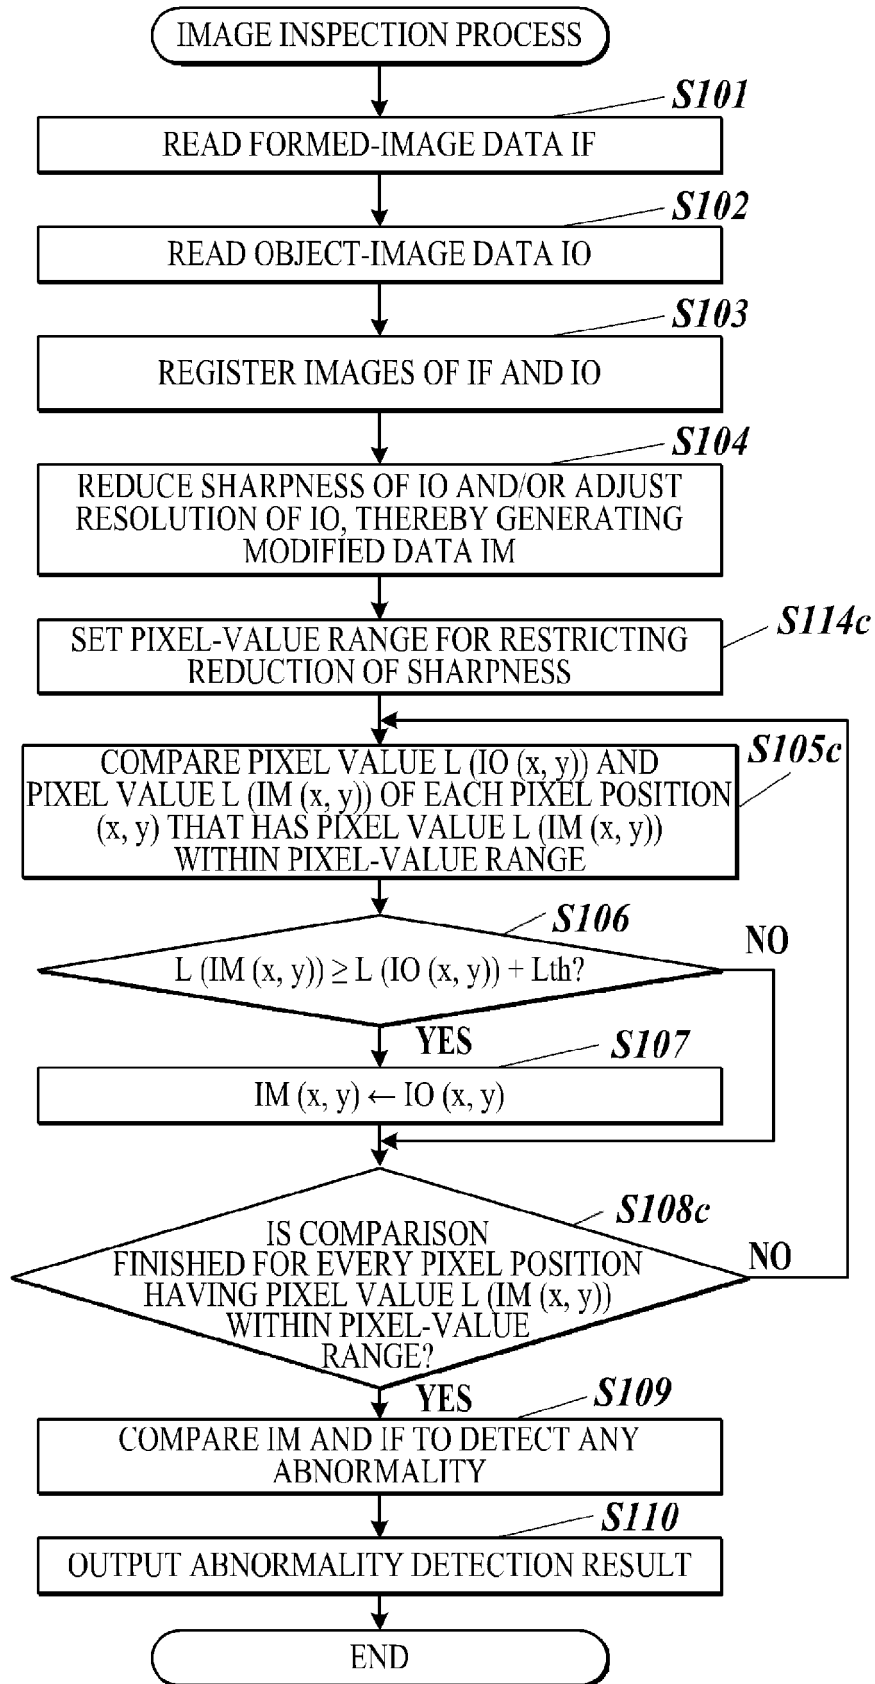 IMAGE INSPECTION PROCESS
S101
READ FORMED-IMAGE DATA IF
S102
READ OBJECT-IMAGE DATA IO
S103
REGISTER IMAGES OF IF AND IO
S104
REDUCE SHARPNESS OF IO AND/OR ADJUST
RESOLUTION OF IO, THEREBY GENERATING
MODIFIED DATA IM
S114c
SET PIXEL-VALUE RANGE FOR RESTRICTING
REDUCTION OF SHARPNESS
S105c
COMPARE PIXEL VALUE L (IO (x, y)) AND
PIXEL VALUE L (IM (x, y)) OF EACH PIXEL POSITION
(x, y) THAT HAS PIXEL VALUE L (IM (x, y))
WITHIN PIXEL-VALUE RANGE
S106
NO
L (IM (x, y)) ≥ L (IO (x, y)) + Lth?
YES
S107
IM (x, y) ← IO (x, y)
S108c
IS COMPARISON
FINISHED FOR EVERY PIXEL POSITION
HAVING PIXEL VALUE L (IM (x, y))
WITHIN PIXEL-VALUE
RANGE?
NO
YES
S109
COMPARE IM AND IF TO DETECT ANY
ABNORMALITY
S110
OUTPUT ABNORMALITY DETECTION RESULT
END